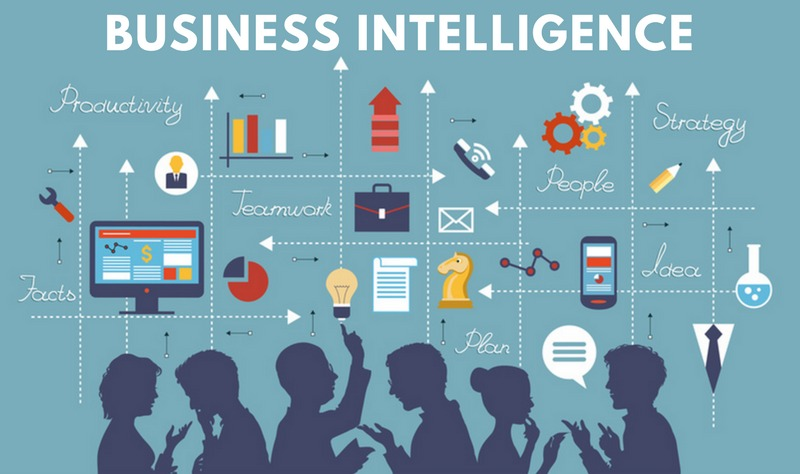 BUSINESS INTELLIGENCE
Productivity
Strategy
People
Teamwork
Idea
Facts
Plan
$